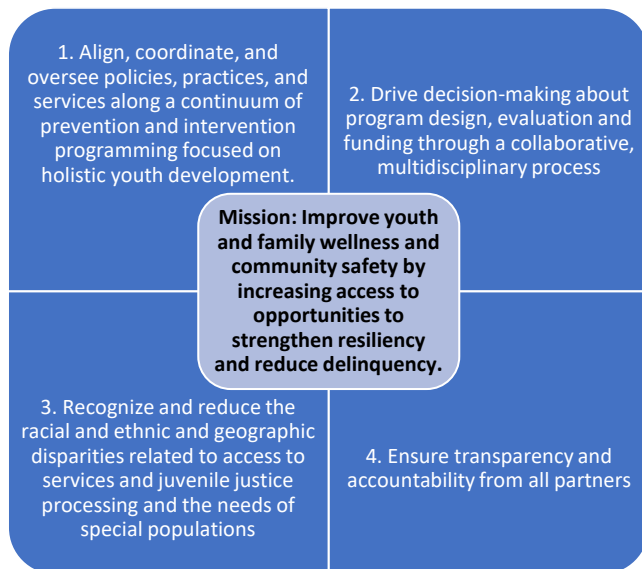 1. Align, coordinate, and
oversee policies, practices, and
services along a continuum of
prevention and intervention
programming focused on
holistic youth development.
2. Drive decision-making about
program design, evaluation and
funding through a collaborative,
multidisciplinary process
Mission: Improve youth
and family wellness and
community safety by
increasing access to
opportunities to
strengthen resiliency
and reduce delinquency.
3. Recognize and reduce the
racial and ethnic and geographic
disparities related to access to
services and juvenile justice
processing and the needs of
special populations
4. Ensure transparency and
accountability from all partners